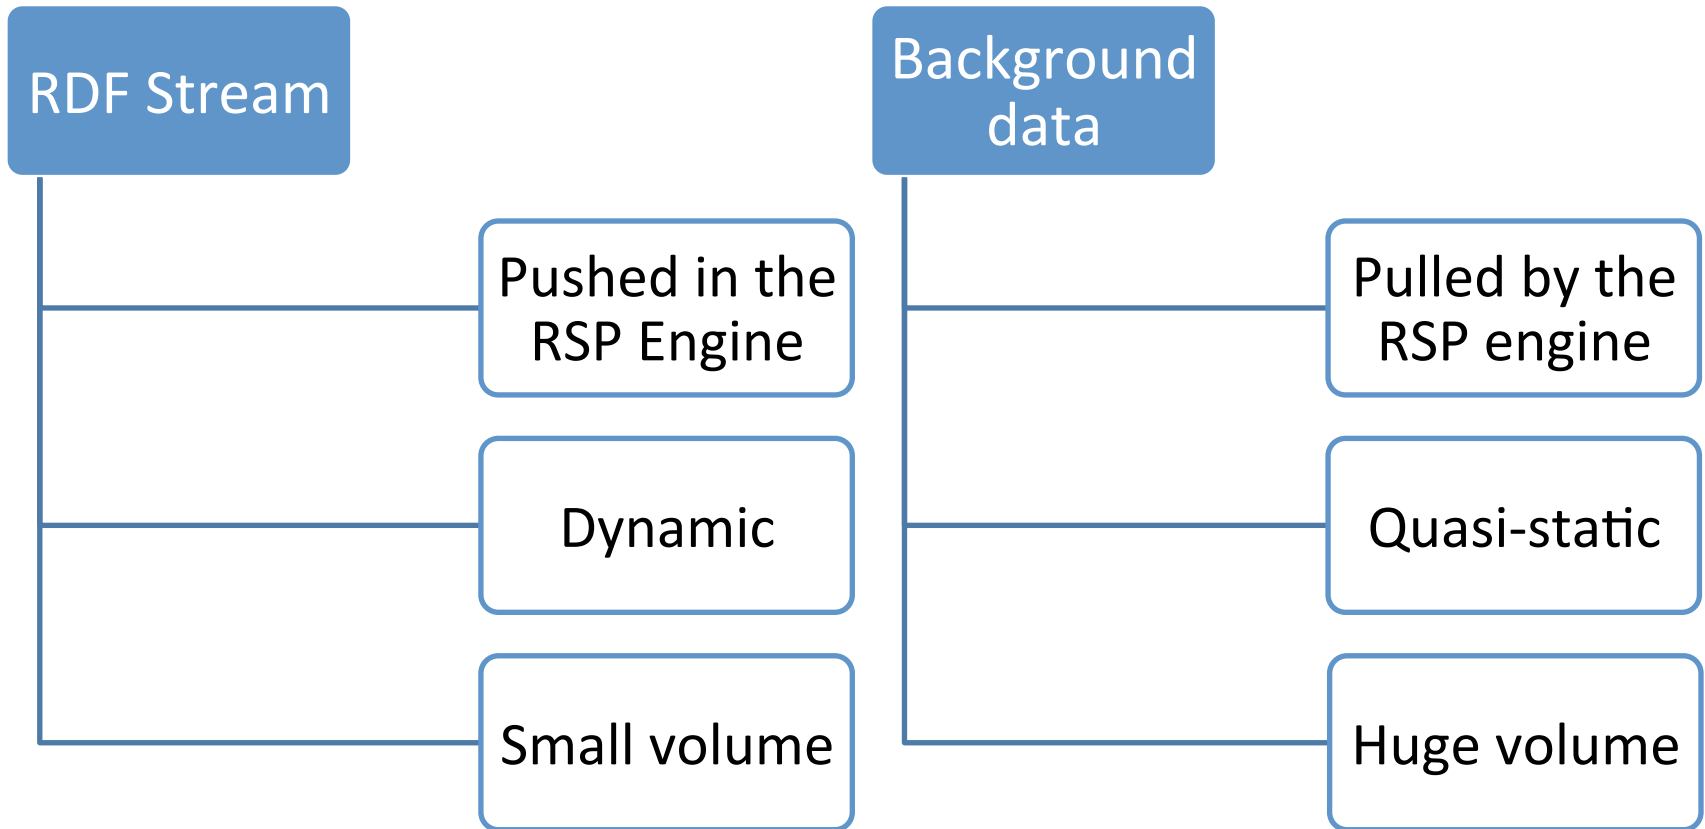 RDF Stream
Pushed in the
RSP Engine
Dynamic
Small volume
Background
data
Pulled by the
RSP engine
Quasi-static
Huge volume